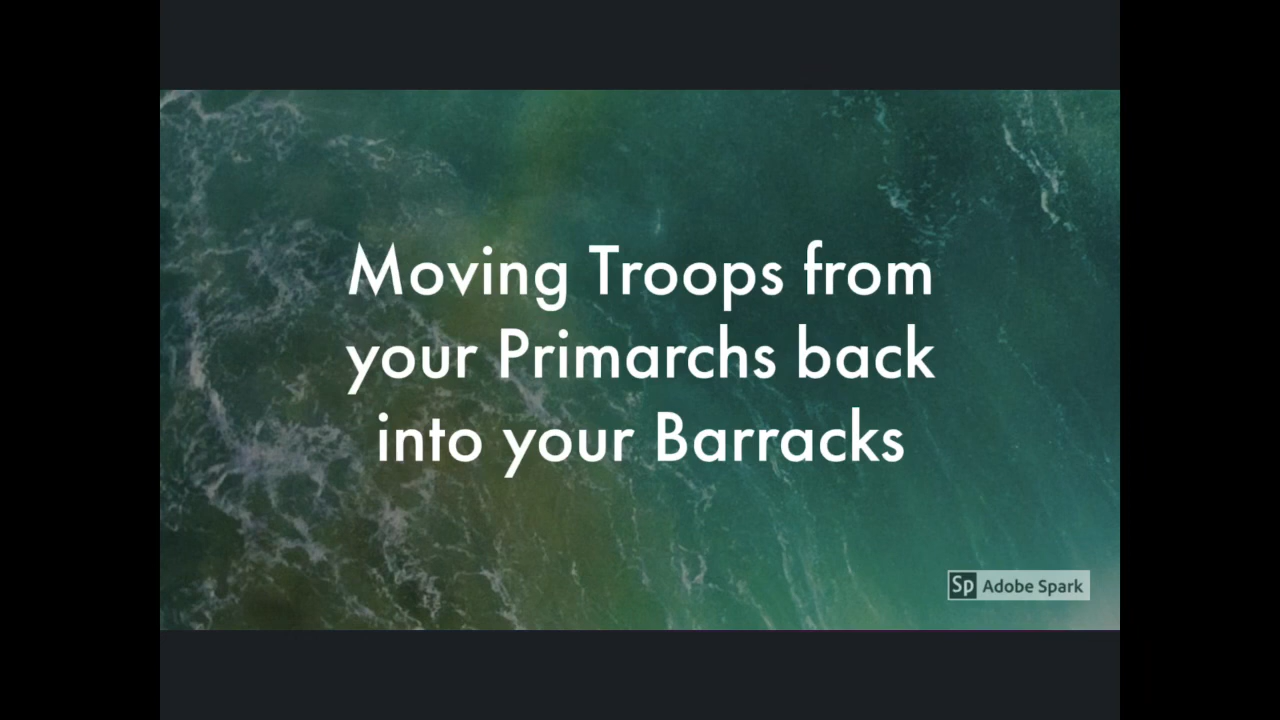 Moving Troops from
your Primarchs back
into your Barracks
Sp Adobe Spark